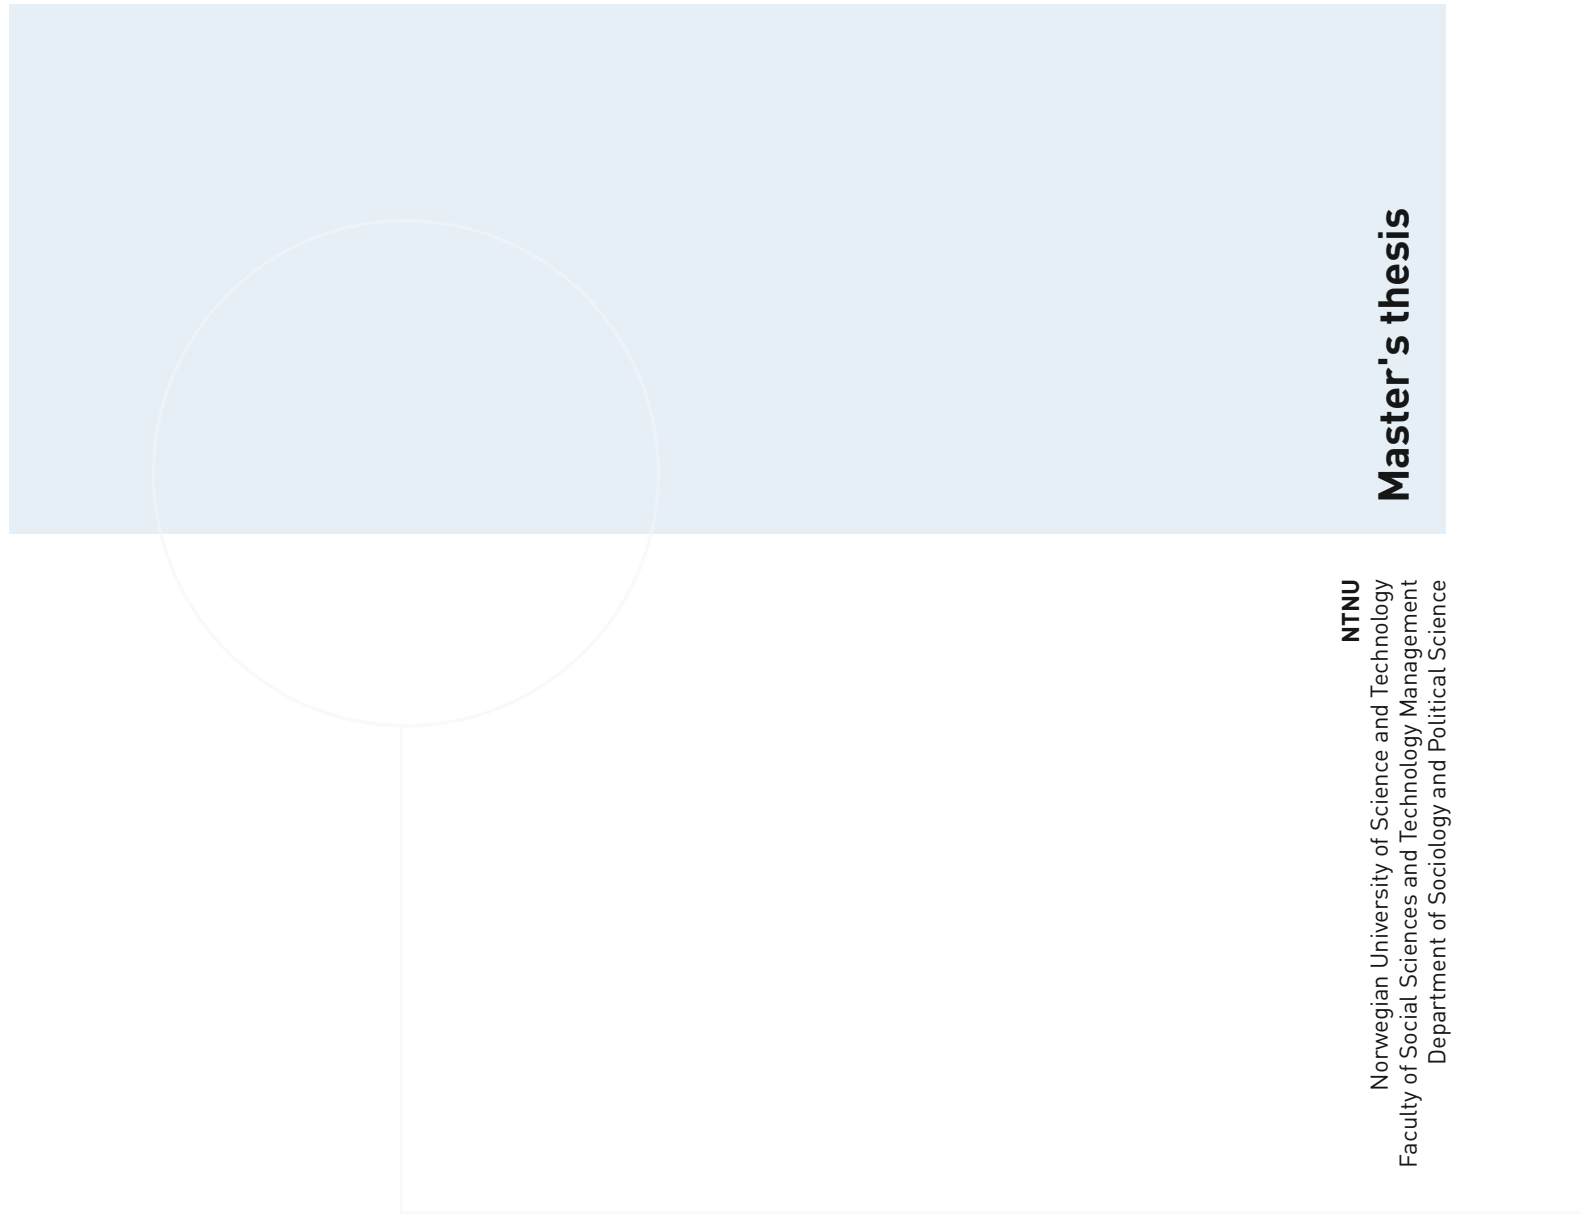 Master's thesis
NTNU
Norwegian University of Science and Technology
Faculty of Social Sciences and Technology Management
Department of Sociology and Political Science